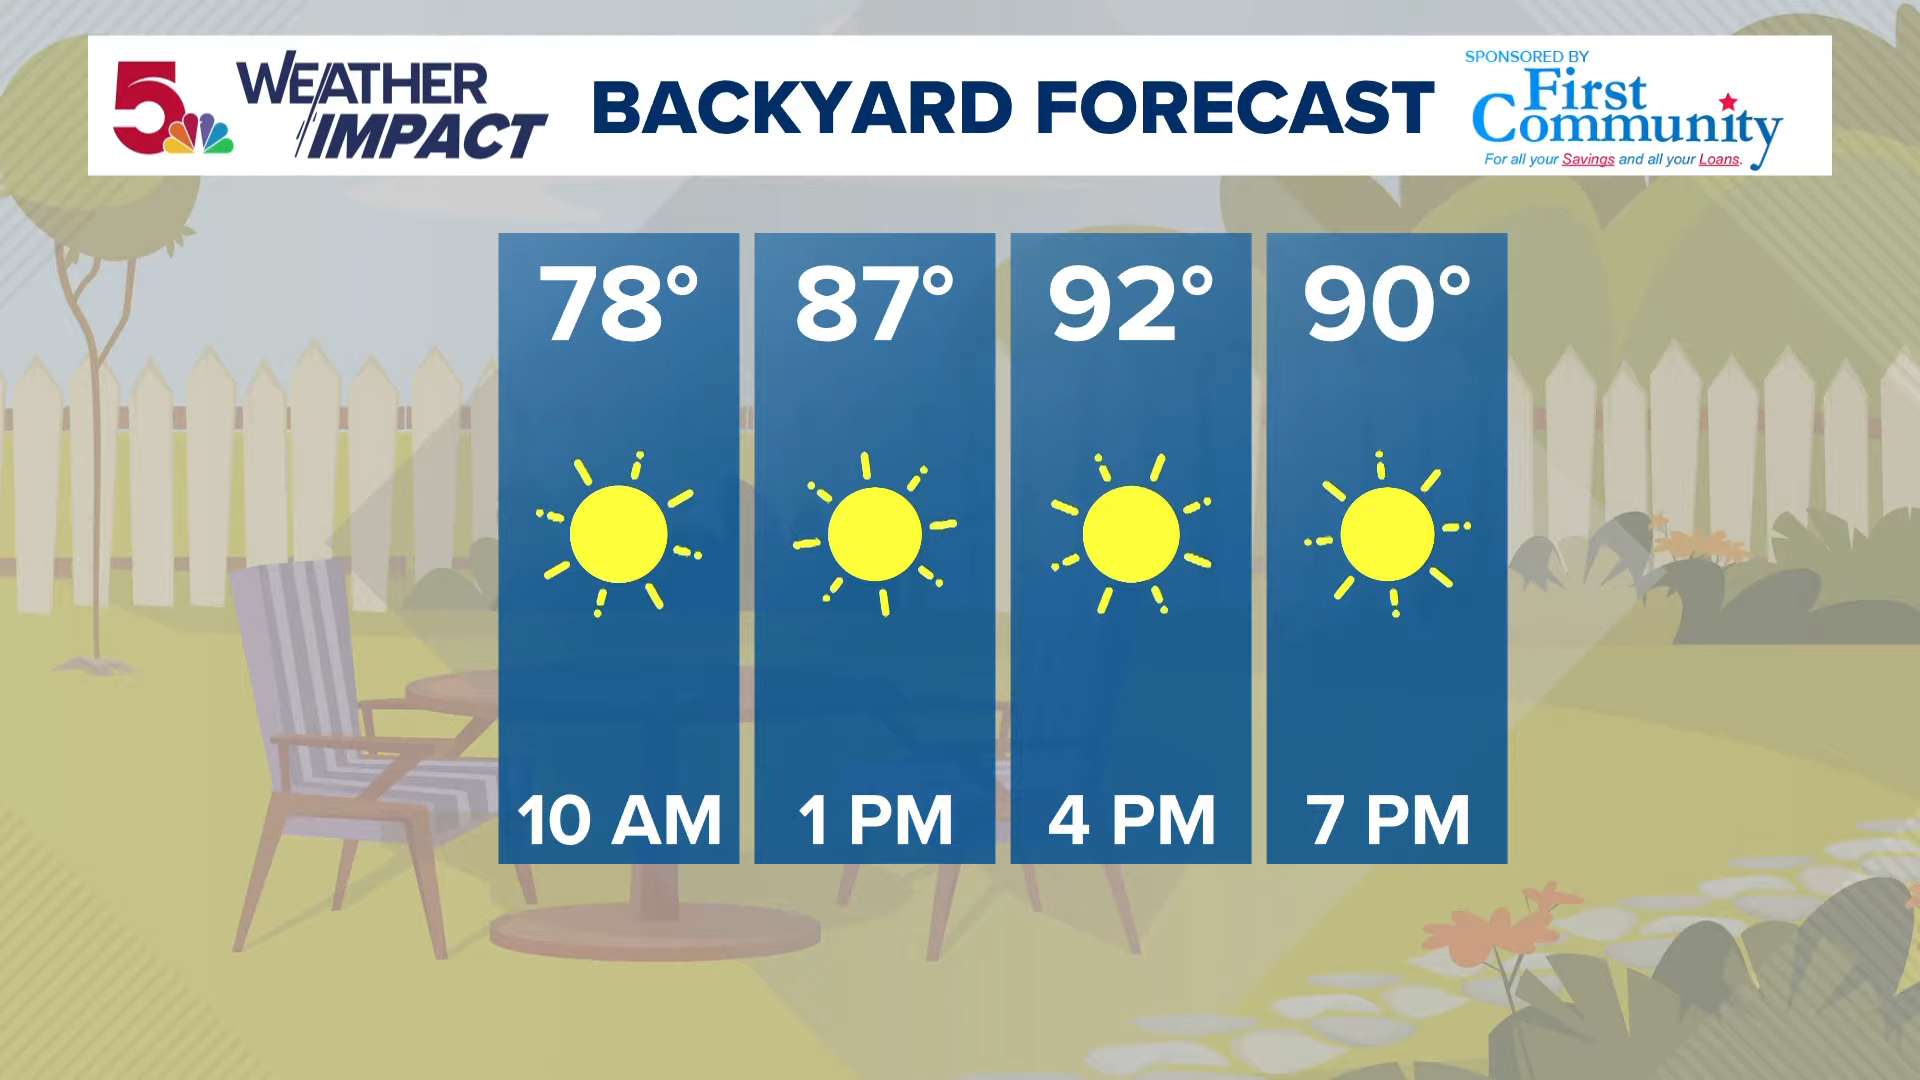 5 WEATHER
IMPACT
BACKYARD FORECAST
SPONSORED BY
First
Community
For all your Savings and all your Loans.
78° 87° 92° 90°
10 AM 1 PM 4 PM 7 PM